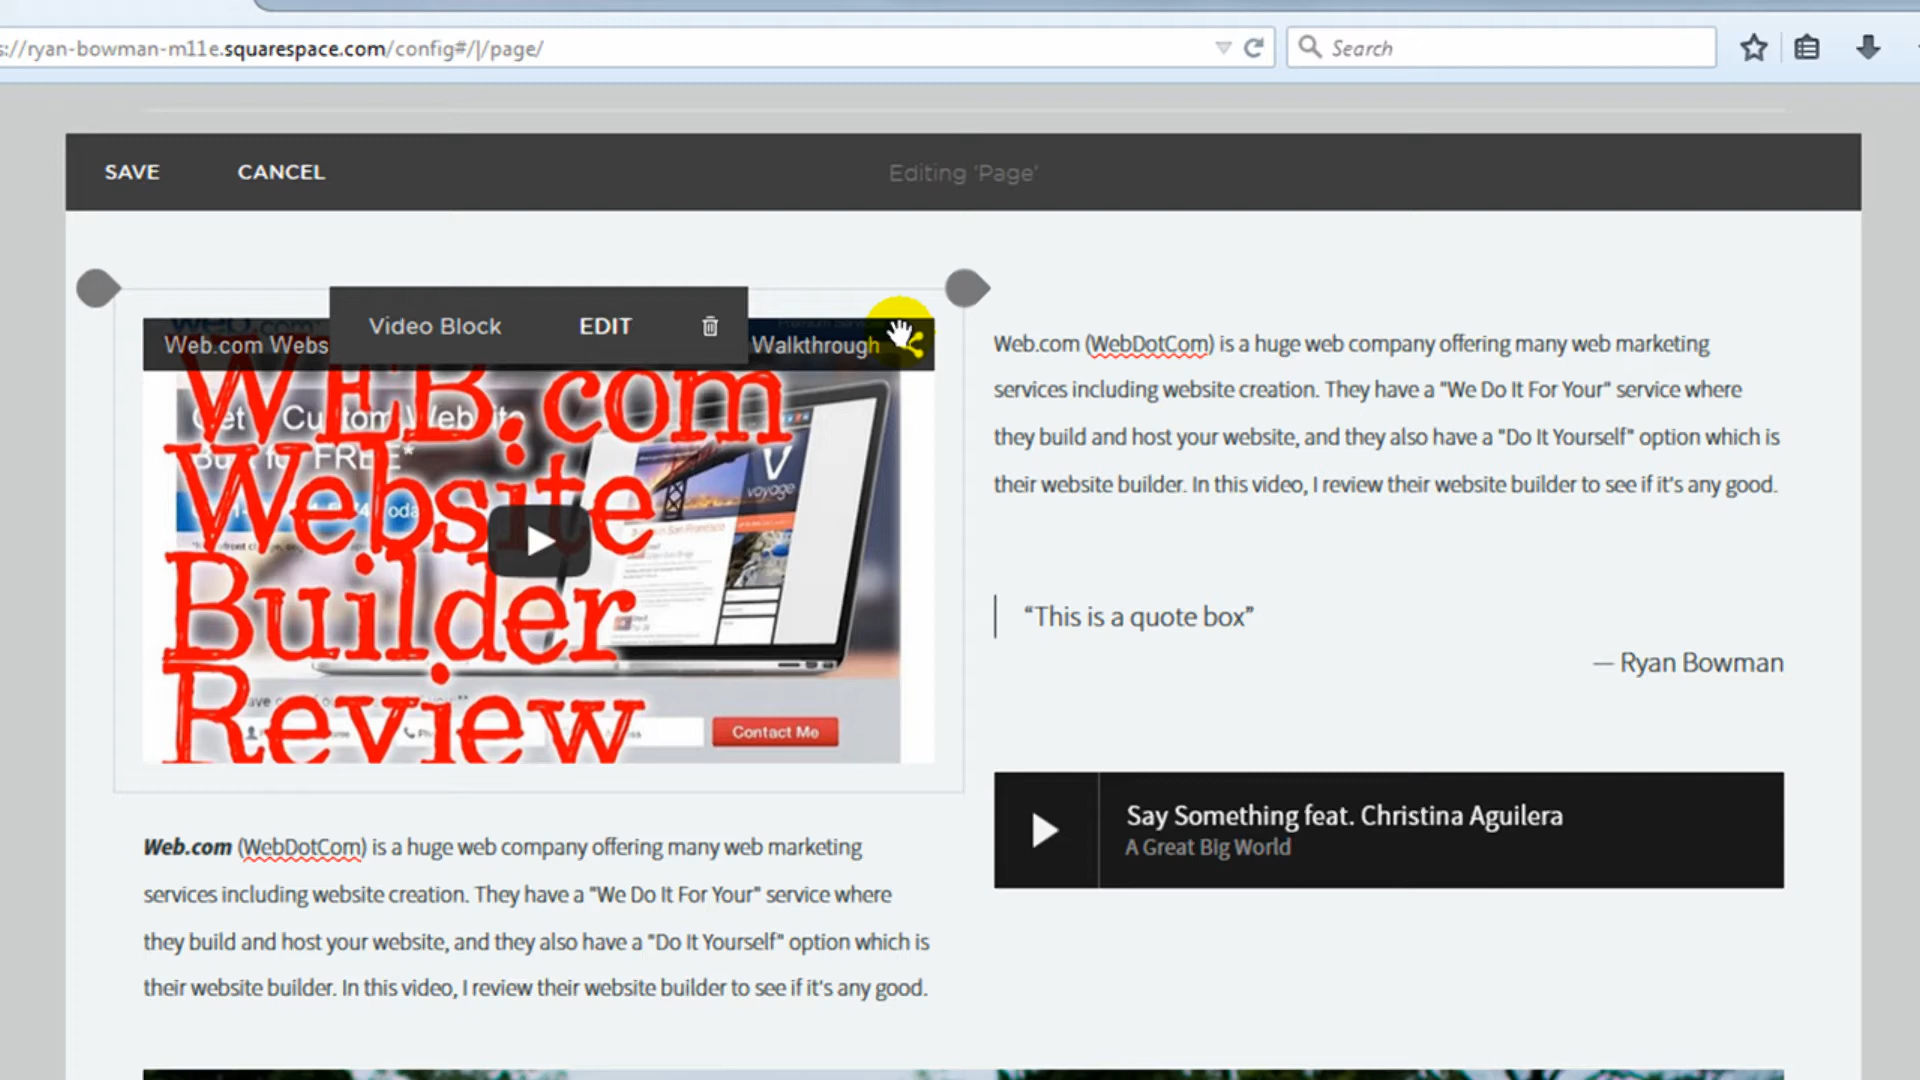 s://ryan-bowman-m11e.squarespace.com/config#/|/page/
Search
SAVE
CANCEL
Editing 'Page'
Video Block
EDIT
Web.com Webs
Walkthrough
WEB.com
Website
Builder
Review
voyage
Contact Me
Web.com (WebDotCom) is a huge web company offering many web marketing
services including website creation. They have a "We Do It For Your" service where
they build and host your website, and they also have a "Do It Yourself" option which is
their website builder. In this video, I review their website builder to see if it's any good.
“This is a quote box”
— Ryan Bowman
Say Something feat. Christina Aguilera
A Great Big World
Web.com (WebDotCom) is a huge web company offering many web marketing
services including website creation. They have a "We Do It For Your" service where
they build and host your website, and they also have a "Do It Yourself" option which is
their website builder. In this video, I review their website builder to see if it's any good.